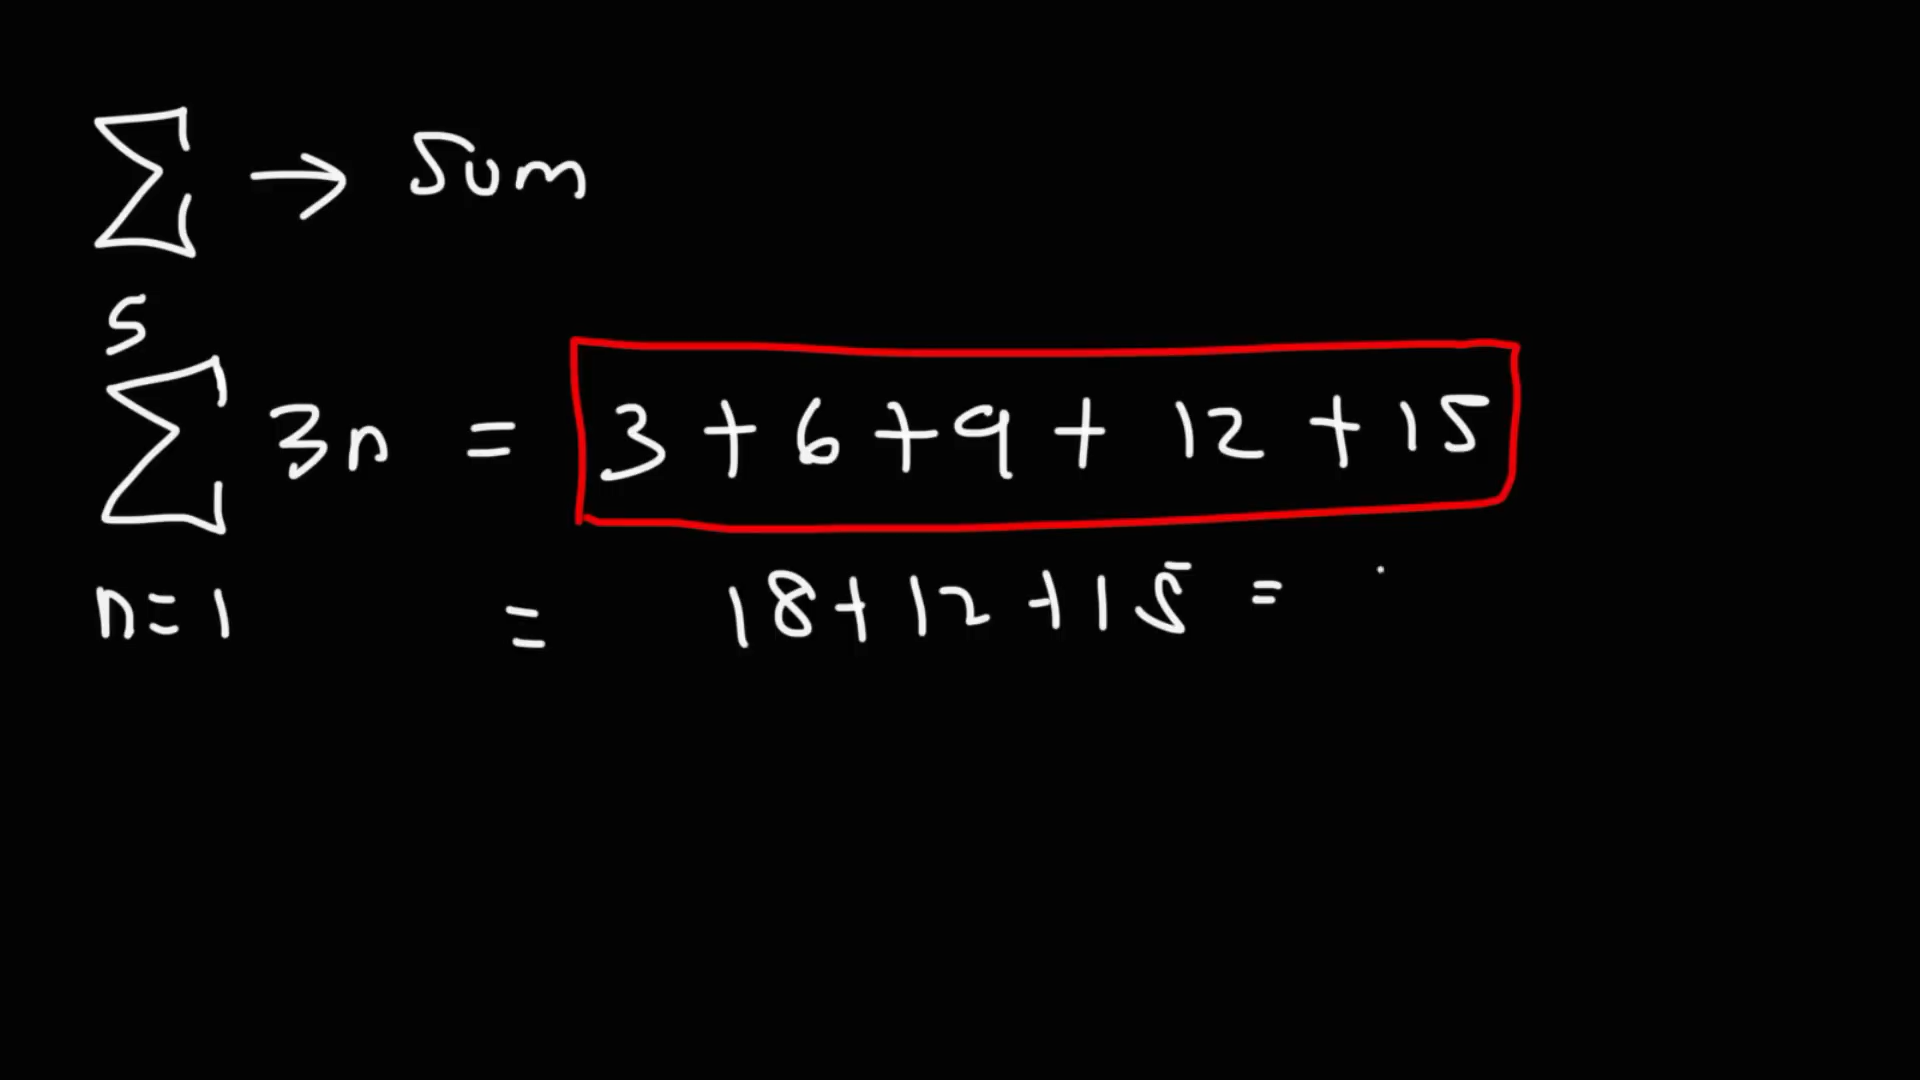 ∑ → Sum
5
∑ 3n = 3 + 6 + 9 + 12 + 15
n = 1
= 18 + 12 + 15 =